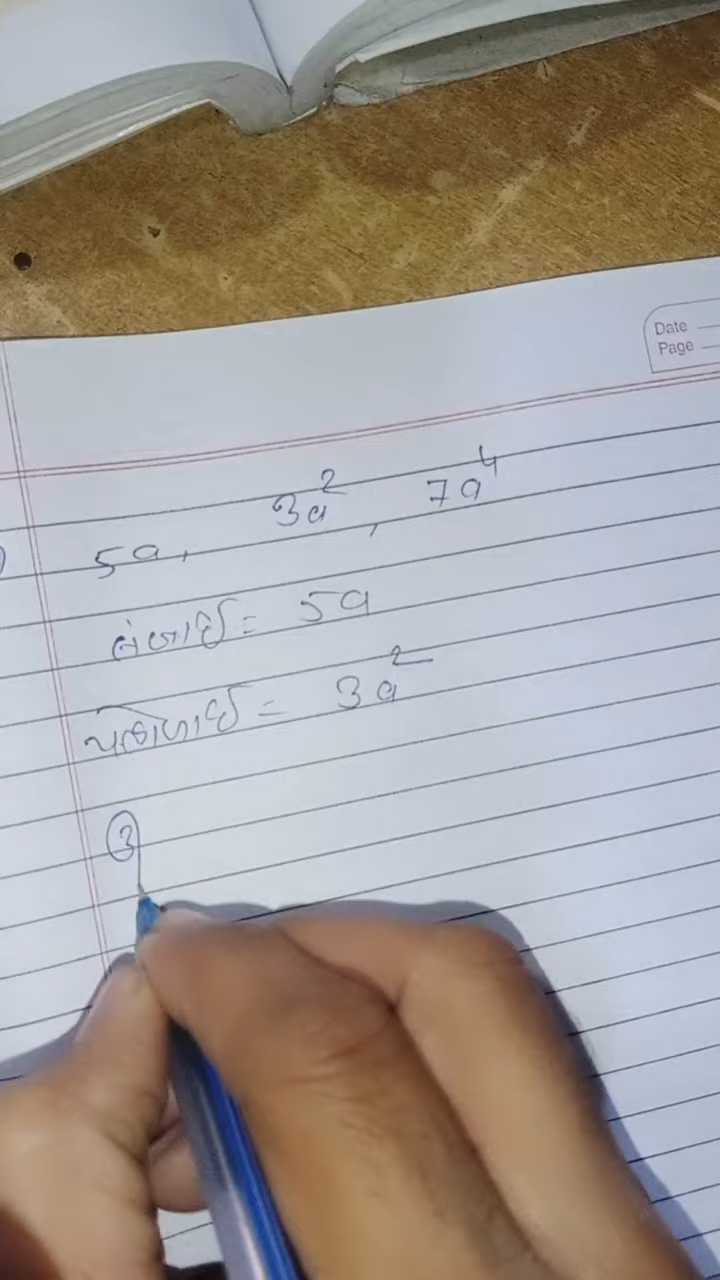 Date
Page
5a, 3a², 7a⁴
લંબાઈ = 5a
પહોળાઈ = 3a²
③